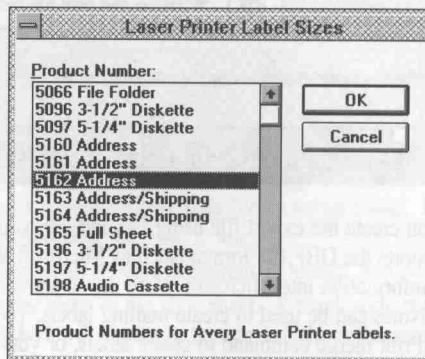 Laser Printer Label Sizes
Product Number:
5066 File Folder
5096 3-1/2" Diskette
5097 5-1/4" Diskette
5160 Address
5161 Address
5162 Address
5163 Address/Shipping
5164 Address/Shipping
5165 Full Sheet
5196 3-1/2" Diskette
5197 5-1/4" Diskette
5198 Audio Cassette
OK
Cancel
Product Numbers for Avery Laser Printer Labels.